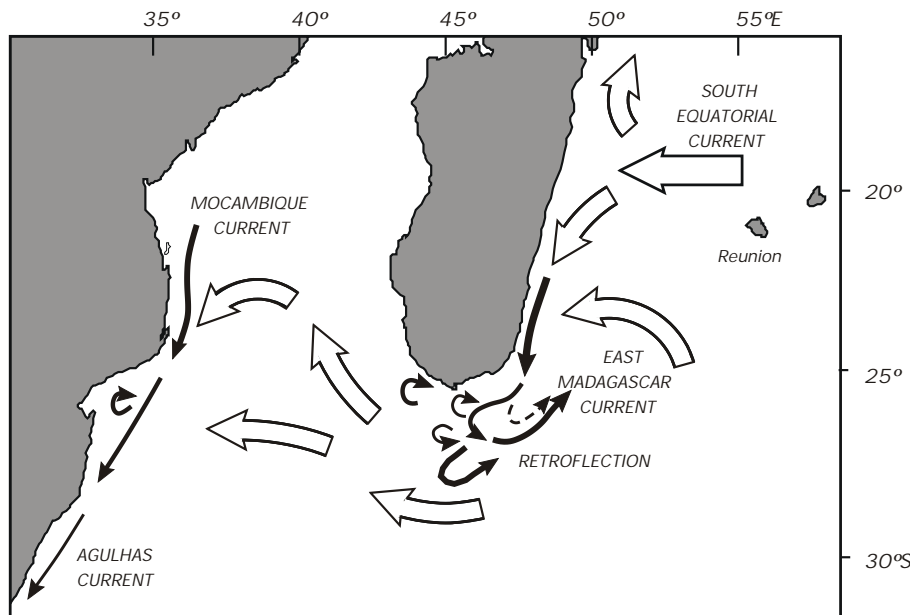 35º
40º
45º
50º
55ºE
SOUTH
EQUATORIAL
CURRENT
20º
MOCAMBIQUE
CURRENT
Reunion
25º
EAST
MADAGASCAR
CURRENT
RETROFLECTION
AGULHAS
CURRENT
30ºS